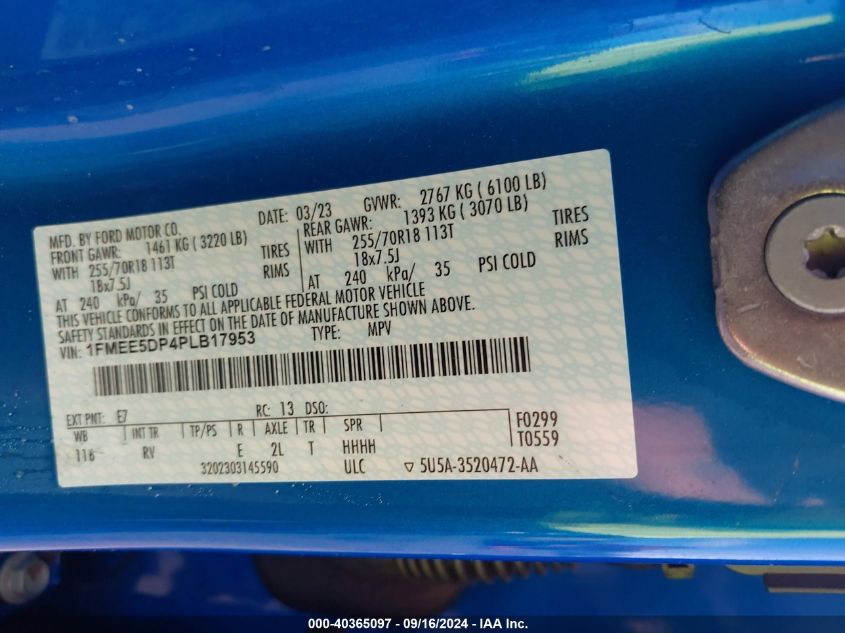 MFD. BY FORD MOTOR CO. DATE: 03/23 GVWR: 2767 KG ( 6100 LB)
FRONT GAWR: 1461 KG ( 3220 LB) REAR GAWR: 1393 KG ( 3070 LB)
WITH 255/70R18 113T TIRES WITH 255/70R18 113T TIRES
18x7.5J RIMS 18x7.5J RIMS
AT 240 kPa/ 35 PSI COLD AT 240 kPa/ 35 PSI COLD
THIS VEHICLE CONFORMS TO ALL APPLICABLE FEDERAL MOTOR VEHICLE
SAFETY STANDARDS IN EFFECT ON THE DATE OF MANUFACTURE SHOWN ABOVE.
VIN: 1FMEE5DP4PLB17953 TYPE: MPV
EXT PNT: E7 RC: 13 DSO:
WB INT TR TP/PS R AXLE TR SPR F0299
116 RV E 2L T HHHH T0559
3202303145590 ULC ▽ 5U5A-3520472-AA
000-40365097 - 09/16/2024 - IAA Inc.